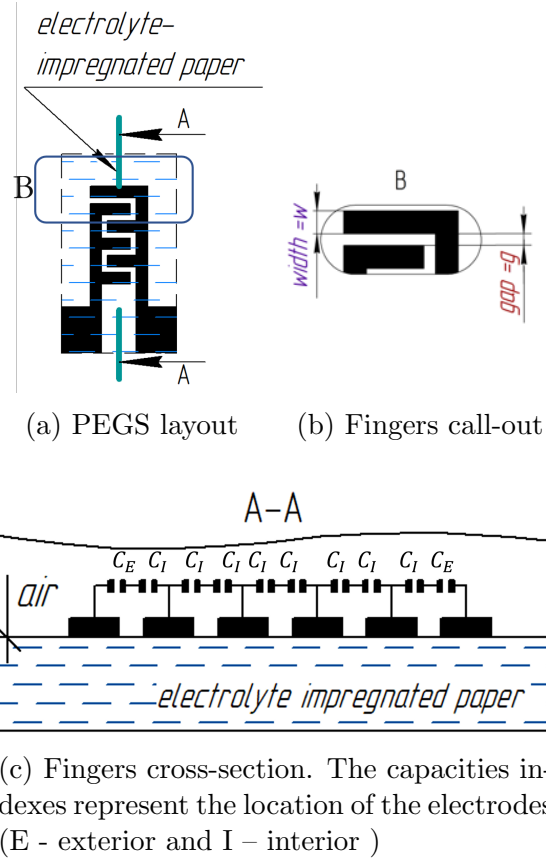 electrolyte-
impregnated paper
A
B
A
(a) PEGS layout
B
width =w
gap =g
(b) Fingers call-out
A-A
C_E C_I C_I C_I C_I C_I C_I C_I C_I C_E
air
electrolyte impregnated paper
(c) Fingers cross-section. The capacities in-
dexes represent the location of the electrodes
(E - exterior and I – interior )